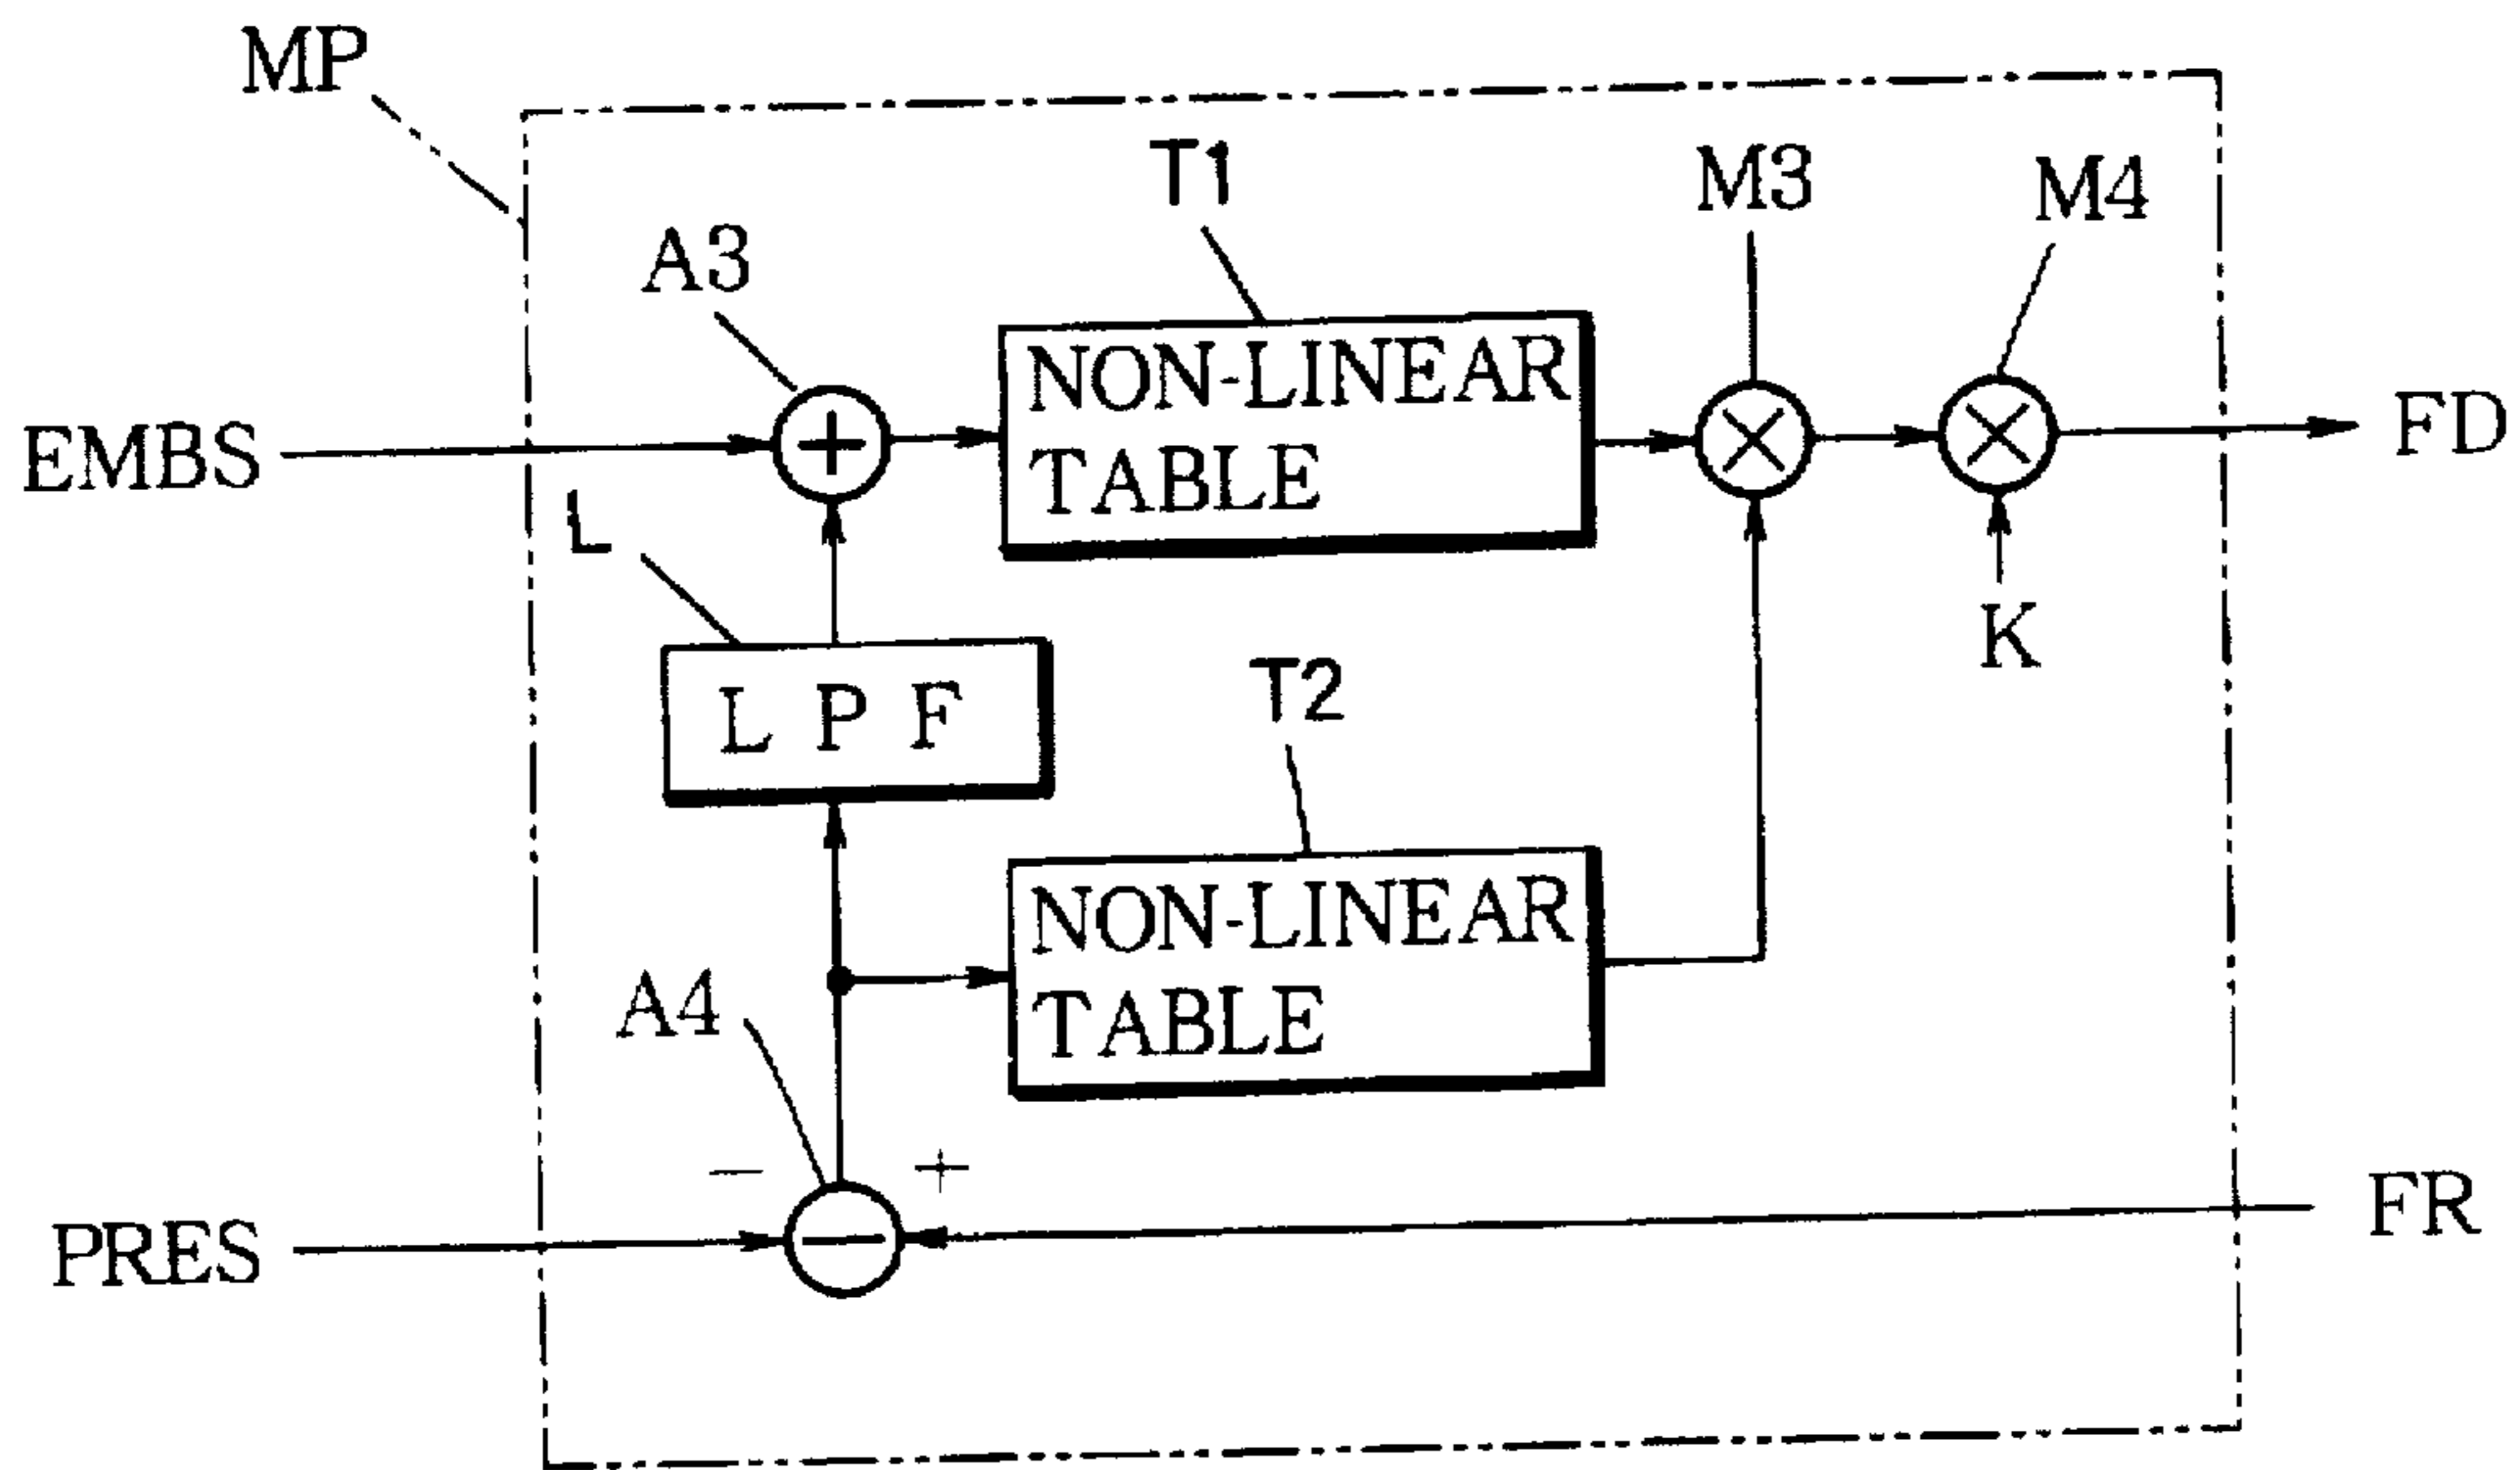 MP
T1
M3
M4
A3
NON-LINEAR
TABLE
EMBS
FD
L
K
L P F
T2
NON-LINEAR
TABLE
A4
− +
PRES
FR